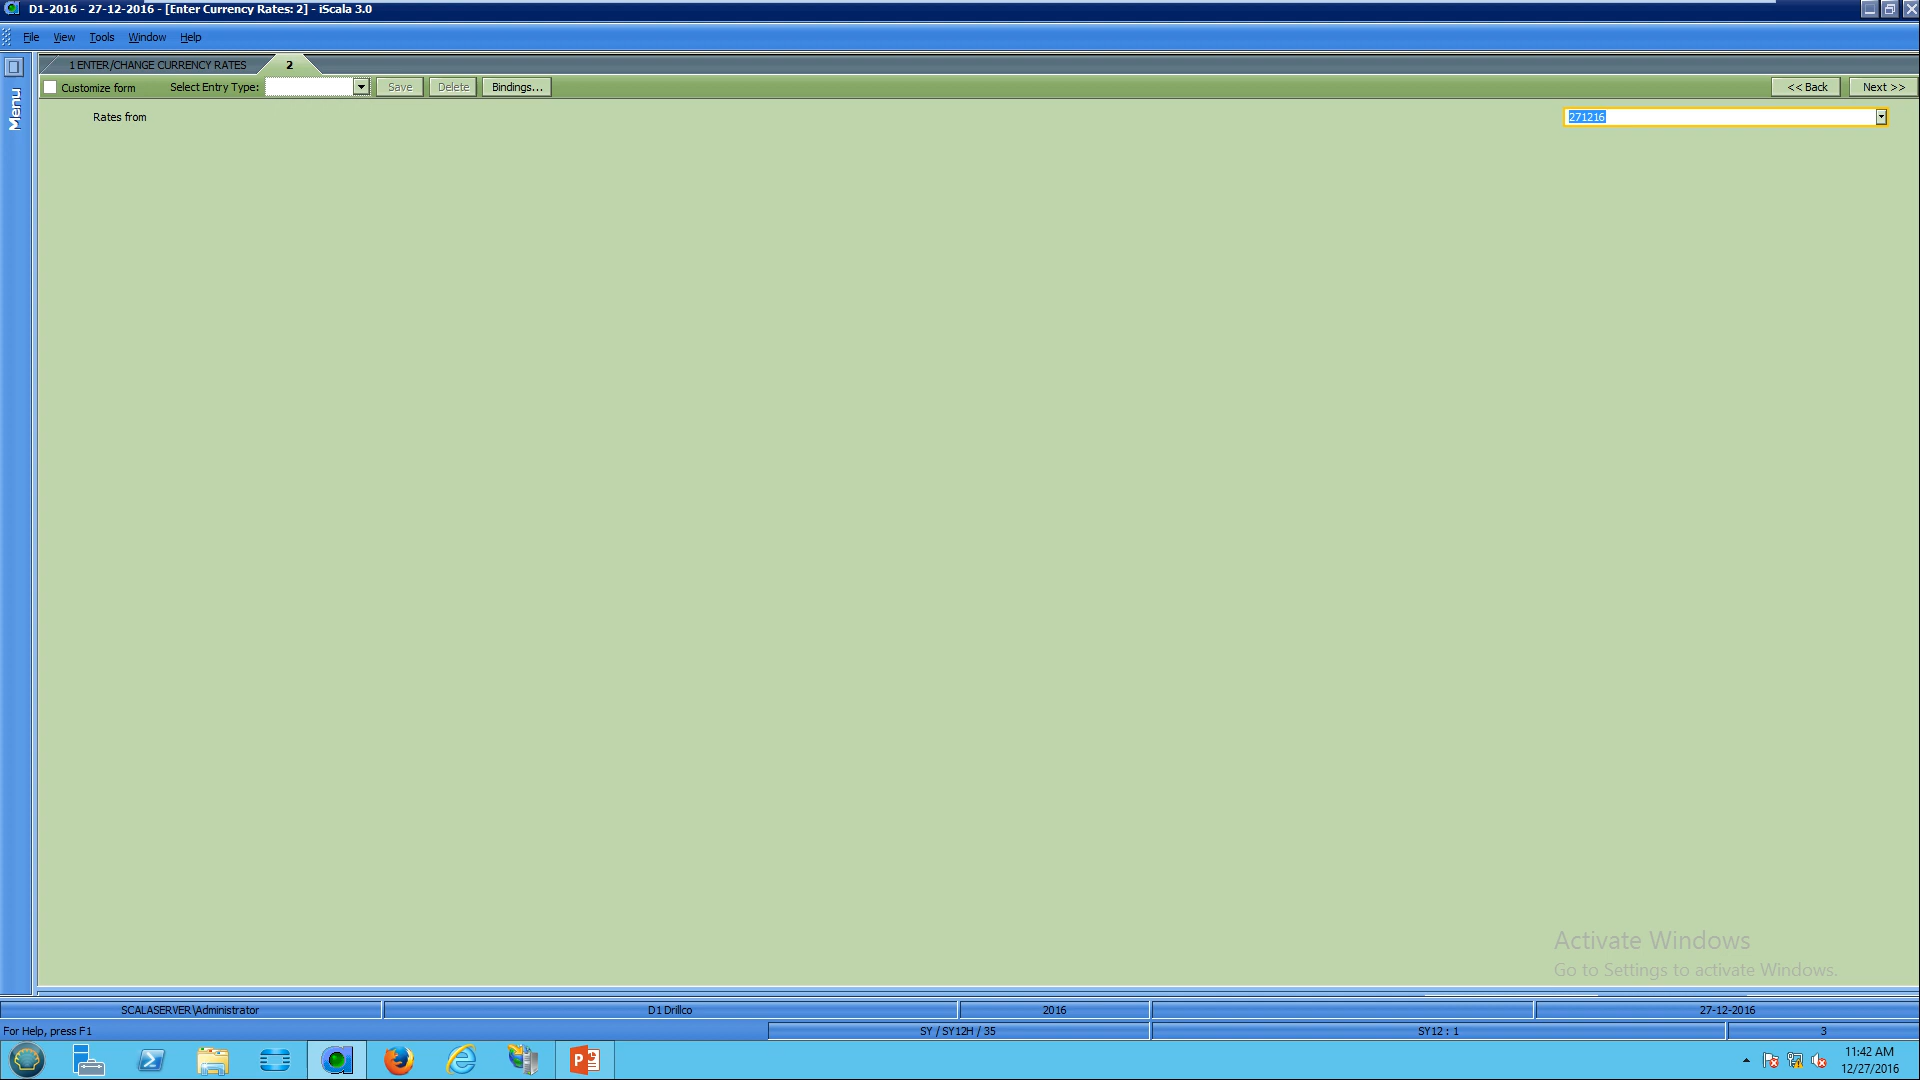 D1-2016 - 27-12-2016 - [Enter Currency Rates: 2] - iScala 3.0
File View Tools Window Help
1 ENTER/CHANGE CURRENCY RATES 2
Customize form Select Entry Type: Save Delete Bindings... << Back Next >>
Menu
Rates from 271216
Activate Windows
Go to Settings to activate Windows.
SCALASERVER\Administrator D1 Drillco 2016 27-12-2016
For Help, press F1 SY / SY12H / 35 SY12 : 1 3
11:42 AM
12/27/2016